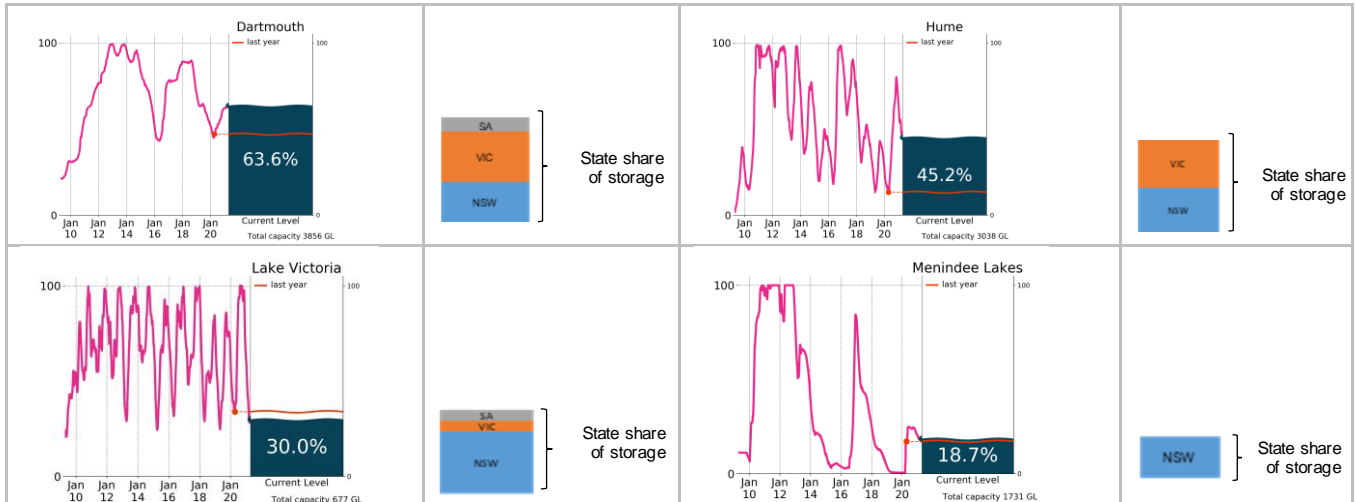 Dartmouth
last year
100
100
63.6%
0
0
Jan Jan Jan Jan Jan Jan
10 12 14 16 18 20
Current Level
Total capacity 3856 GL
SA
VIC
NSW
State share
of storage
Hume
last year
100
100
45.2%
0
0
Jan Jan Jan Jan Jan Jan
10 12 14 16 18 20
Current Level
Total capacity 3038 GL
VIC
NSW
State share
of storage
Lake Victoria
last year
100
100
30.0%
0
0
Jan Jan Jan Jan Jan Jan
10 12 14 16 18 20
Current Level
Total capacity 677 GL
SA
VIC
NSW
State share
of storage
Menindee Lakes
last year
100
100
18.7%
0
0
Jan Jan Jan Jan Jan Jan
10 12 14 16 18 20
Current Level
Total capacity 1731 GL
NSW
State share
of storage